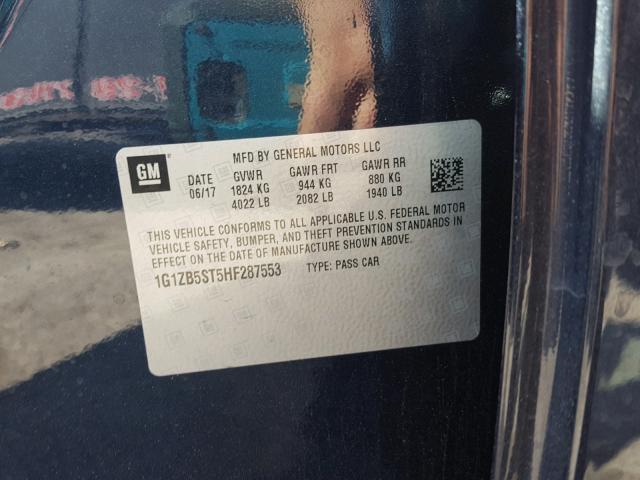 GM
MFD BY GENERAL MOTORS LLC
DATE GVWR GAWR FRT GAWR RR
06/17 1824 KG 944 KG 880 KG
4022 LB 2082 LB 1940 LB
THIS VEHICLE CONFORMS TO ALL APPLICABLE U.S. FEDERAL MOTOR
VEHICLE SAFETY, BUMPER, AND THEFT PREVENTION STANDARDS IN
EFFECT ON THE DATE OF MANUFACTURE SHOWN ABOVE.
1G1ZB5ST5HF287553 TYPE: PASS CAR